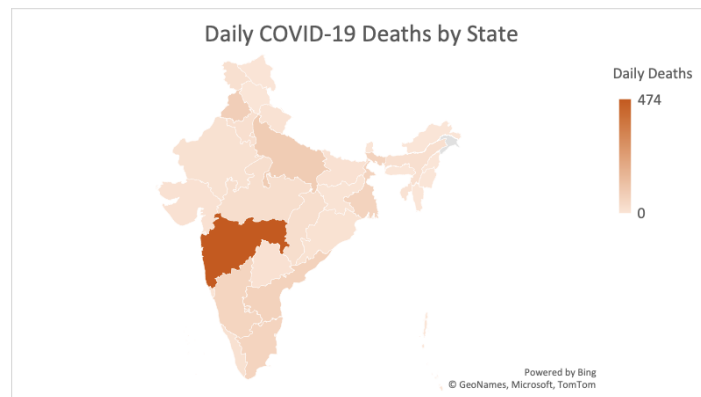 Daily COVID-19 Deaths by State
Daily Deaths
474
0
Powered by Bing
© GeoNames, Microsoft, TomTom